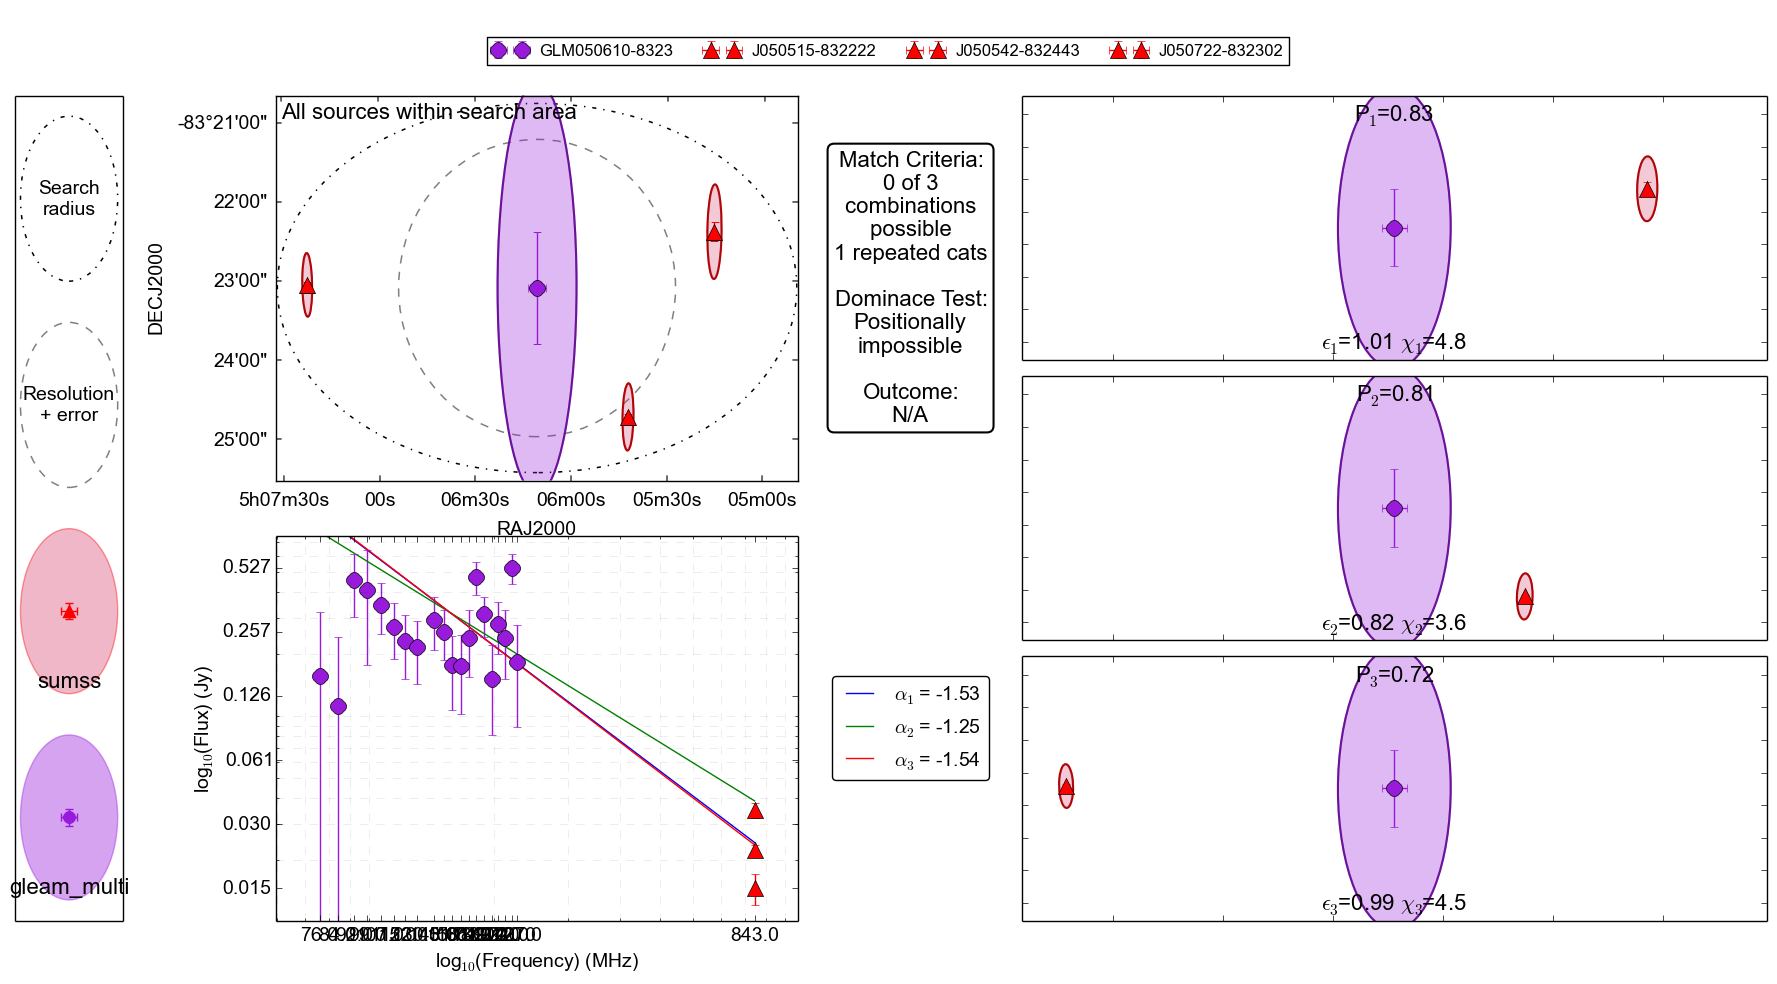 GLM050610-8323 J050515-832222 J050542-832443 J050722-832302
Search
radius
Resolution
+ error
sumss
gleam_multi
All sources within search area
DECJ2000
-83°21'00"
22'00"
23'00"
24'00"
25'00"
5h07m30s 00s 06m30s 06m00s 05m30s 05m00s
RAJ2000
Match Criteria:
0 of 3
combinations
possible
1 repeated cats
Dominace Test:
Positionally
impossible
Outcome:
N/A
P1=0.83
ϵ1=1.01 χ1=4.8
P2=0.81
ϵ2=0.82 χ2=3.6
P3=0.72
ϵ3=0.99 χ3=4.5
log10(Flux) (Jy)
0.527
0.257
0.126
0.061
0.030
0.015
843.0
log10(Frequency) (MHz)
α1 = -1.53
α2 = -1.25
α3 = -1.54